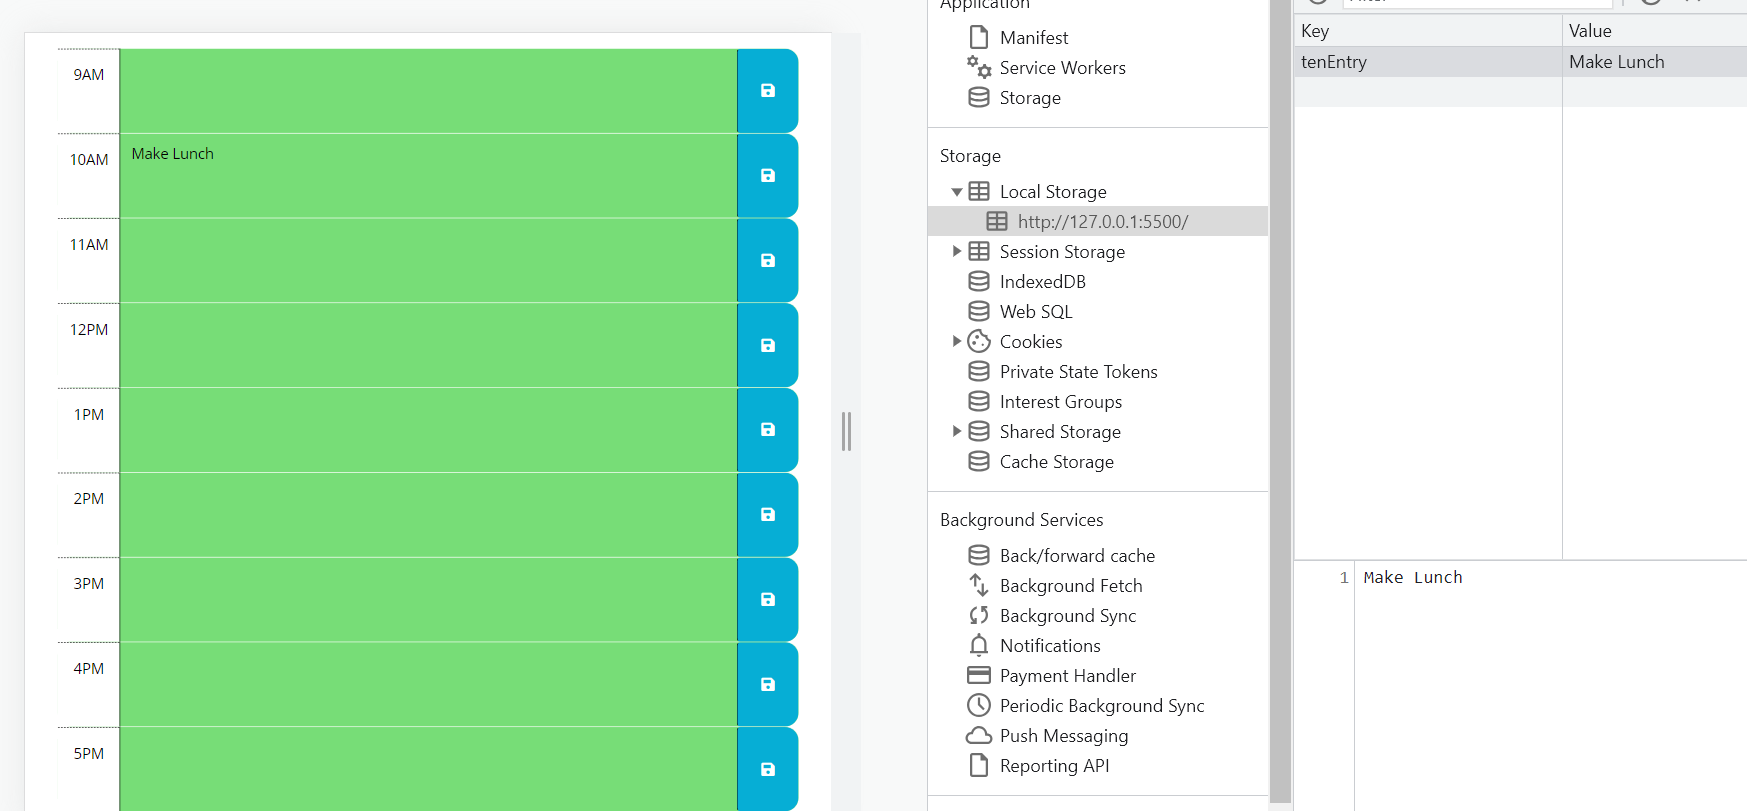 9AM
10AM Make Lunch
11AM
12PM
1PM
2PM
3PM
4PM
5PM
Application
Manifest
Service Workers
Storage
Storage
Local Storage
http://127.0.0.1:5500/
Session Storage
IndexedDB
Web SQL
Cookies
Private State Tokens
Interest Groups
Shared Storage
Cache Storage
Background Services
Back/forward cache
Background Fetch
Background Sync
Notifications
Payment Handler
Periodic Background Sync
Push Messaging
Reporting API
Key Value
tenEntry Make Lunch
1 Make Lunch